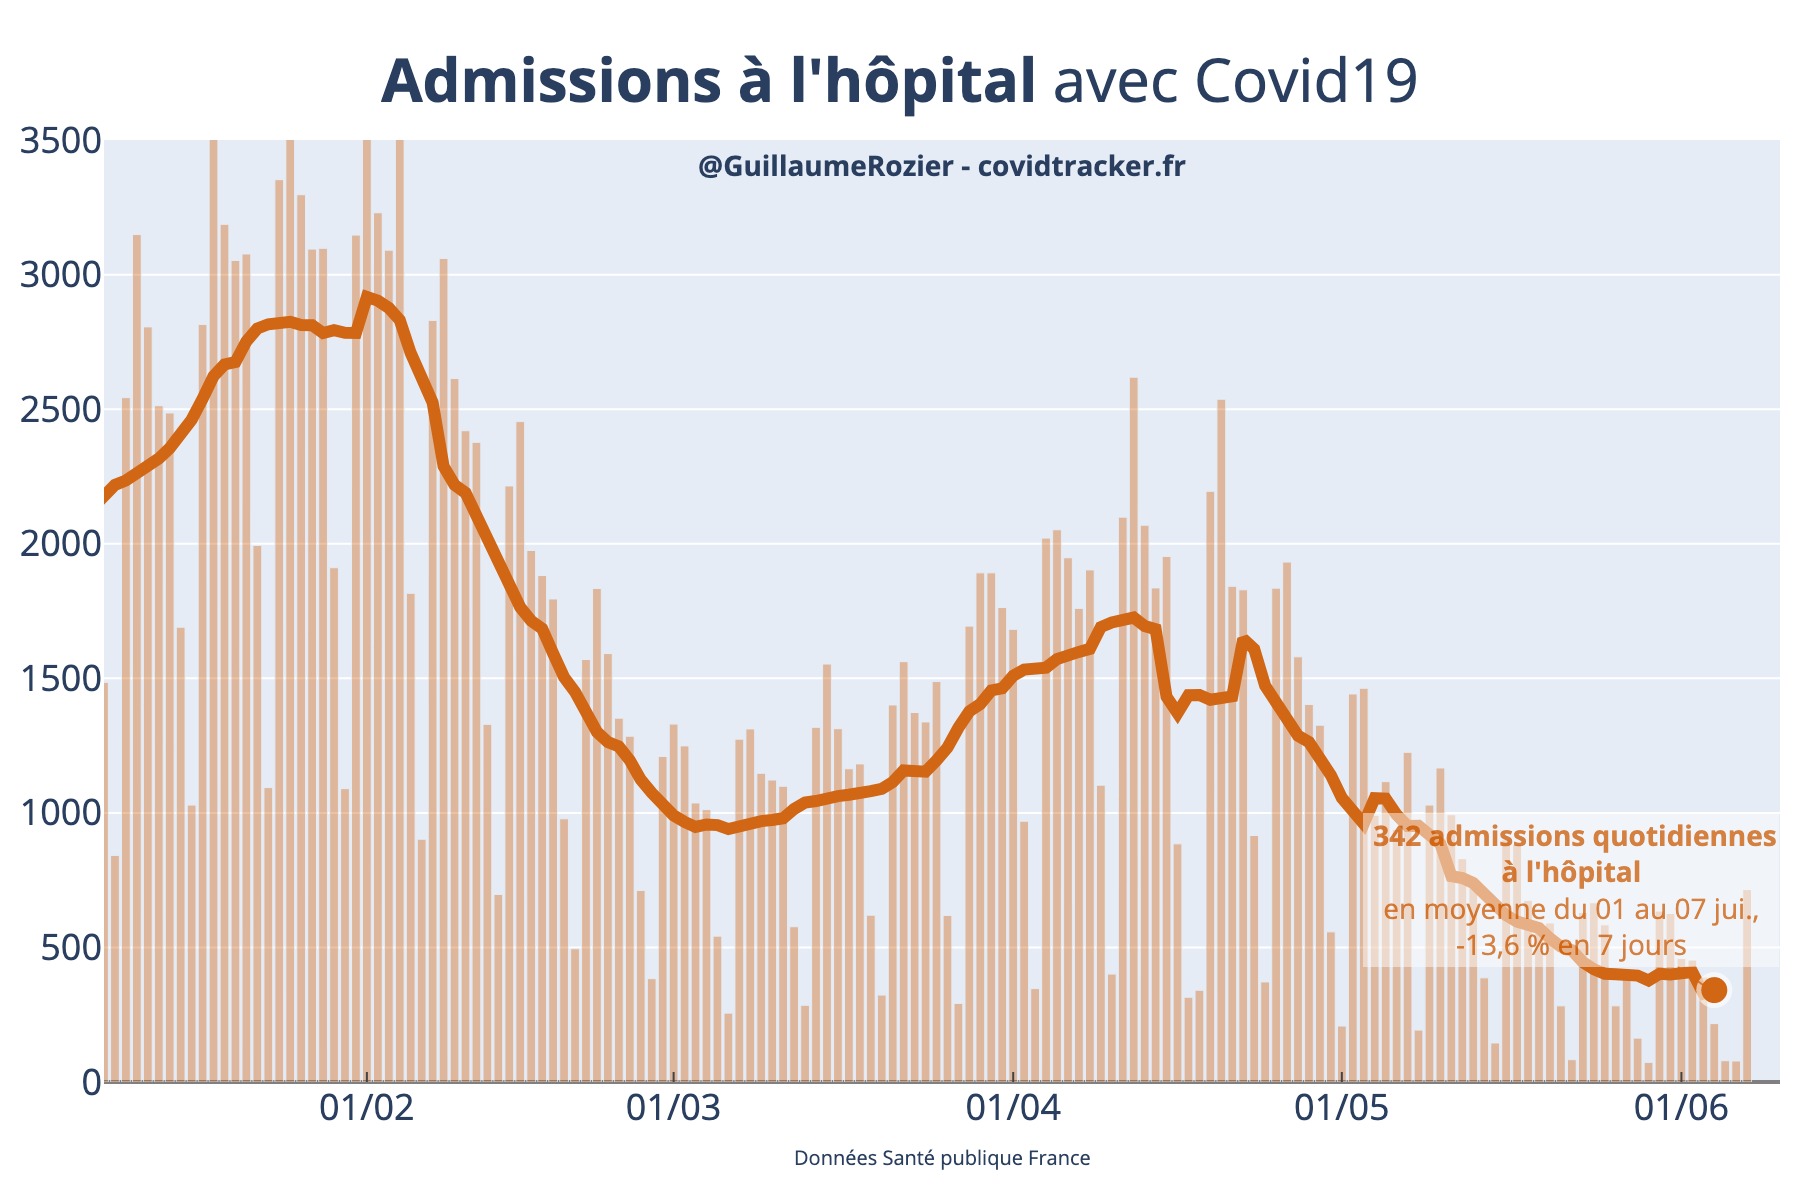 Admissions à l'hôpital avec Covid19
@GuillaumeRozier - covidtracker.fr
3500
3000
2500
2000
1500
1000
500
0
342 admissions quotidiennes
à l'hôpital
en moyenne du 01 au 07 jui.,
-13,6 % en 7 jours
01/02 01/03 01/04 01/05 01/06
Données Santé publique France